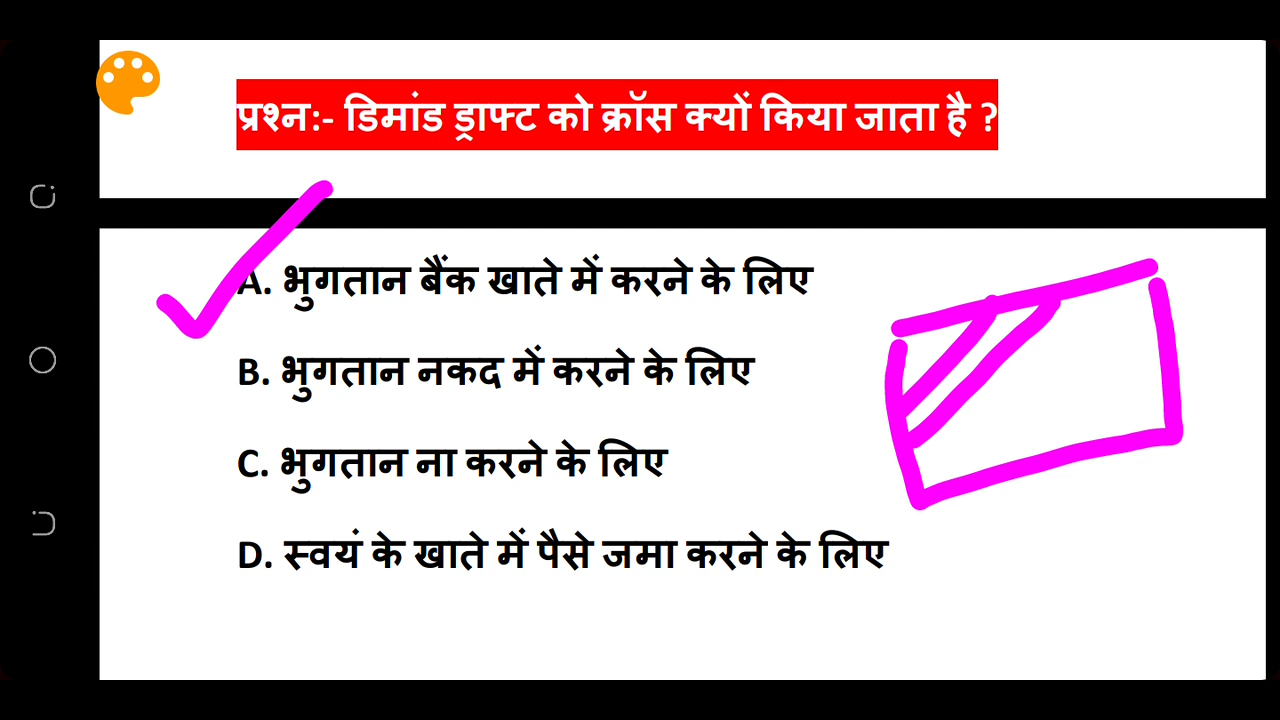 प्रश्न:- डिमांड ड्राफ्ट को क्रॉस क्यों किया जाता है ?
A. भुगतान बैंक खाते में करने के लिए
B. भुगतान नकद में करने के लिए
C. भुगतान ना करने के लिए
D. स्वयं के खाते में पैसे जमा करने के लिए